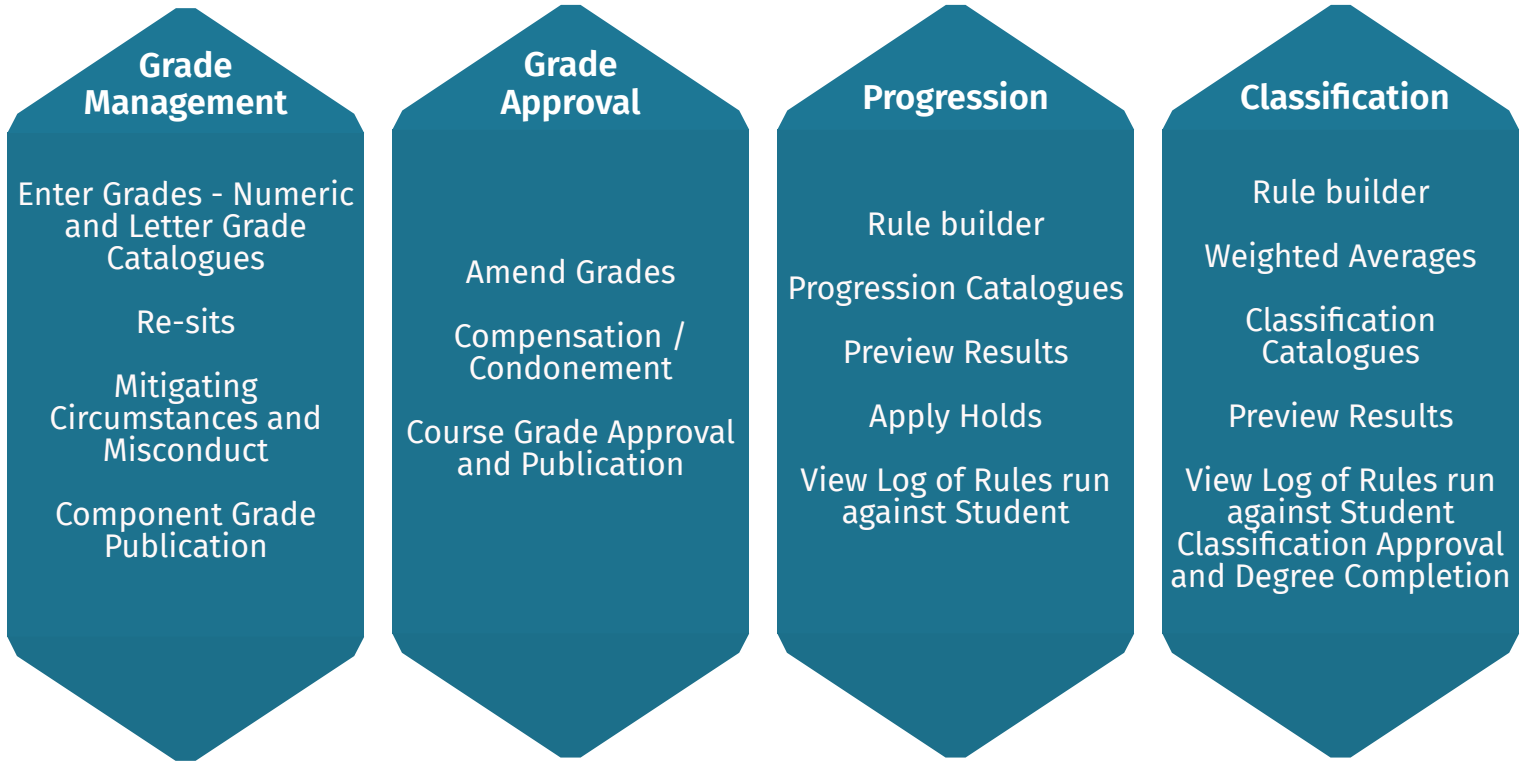 Grade
Management
Enter Grades - Numeric
and Letter Grade
Catalogues
Re-sits
Mitigating
Circumstances and
Misconduct
Component Grade
Publication
Grade
Approval
Amend Grades
Compensation /
Condonement
Course Grade Approval
and Publication
Progression
Rule builder
Progression Catalogues
Preview Results
Apply Holds
View Log of Rules run
against Student
Classification
Rule builder
Weighted Averages
Classification
Catalogues
Preview Results
View Log of Rules run
against Student
Classification Approval
and Degree Completion